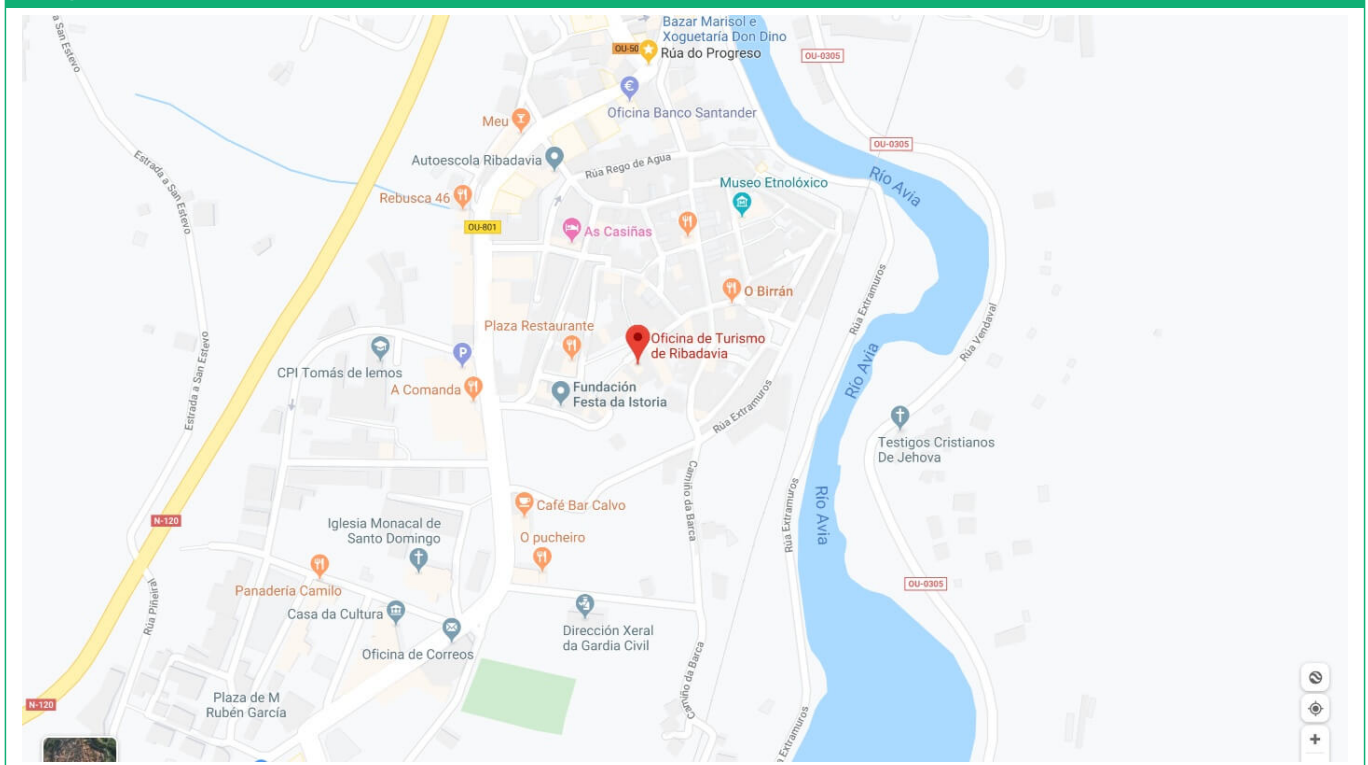 San Estevo
Bazar Marisol e
Xoguetaría Don Dino
OU-50
Rúa do Progreso
OU-0305
Oficina Banco Santander
Meu
OU-0305
Autoescola Ribadavia
Rúa Rego de Agua
Estrada a San Estevo
Museo Etnolóxico
Río Avia
Rebusca 46
OU-801
As Casiñas
O Birrán
Rúa Extramuros
Plaza Restaurante
Oficina de Turismo
de Ribadavia
Rúa Vendaval
P
CPI Tomás de lemos
Estrada a San Estevo
Río Avia
A Comanda
Fundación
Festa da Istoria
Rúa Extramuros
Testigos Cristianos
De Jehova
Camiño da Barca
Café Bar Calvo
Río Avia
Rúa Extramuros
N-120
Iglesia Monacal de
Santo Domingo
O pucheiro
OU-0305
Panadería Camilo
Rúa Piñeiral
Casa da Cultura
Dirección Xeral
da Gardia Civil
Oficina de Correos
Camiño da Barca
Plaza de M
Rubén García
N-120
Extramuros